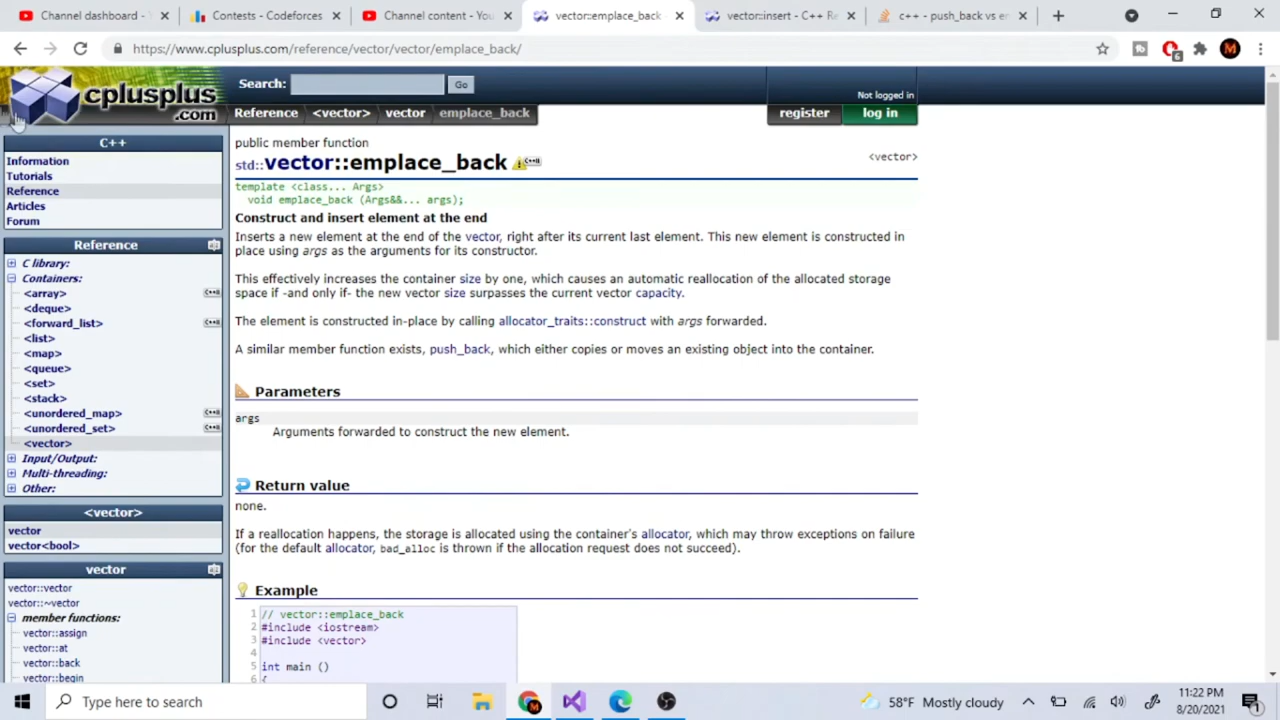 Channel dashboard - T
Contests - Codeforces
Channel content - You
vector::emplace_back -
vector::insert - C++ Re
c++ - push_back vs em
https://www.cplusplus.com/reference/vector/vector/emplace_back/
6
M
cplusplus
.com
Search:
Go
Not logged in
Reference
<vector>
vector
emplace_back
register
log in
C++
Information
Tutorials
Reference
Articles
Forum
Reference
C library:
Containers:
<array>
<deque>
<forward_list>
<list>
<map>
<queue>
<set>
<stack>
<unordered_map>
<unordered_set>
<vector>
Input/Output:
Multi-threading:
Other:
<vector>
vector
vector<bool>
vector
vector::vector
vector::~vector
member functions:
vector::assign
vector::at
vector::back
vector::begin
public member function
<vector>
std::vector::emplace_back
template <class... Args>
void emplace_back (Args&&... args);
Construct and insert element at the end
Inserts a new element at the end of the vector, right after its current last element. This new element is constructed in
place using args as the arguments for its constructor.
This effectively increases the container size by one, which causes an automatic reallocation of the allocated storage
space if -and only if- the new vector size surpasses the current vector capacity.
The element is constructed in-place by calling allocator_traits::construct with args forwarded.
A similar member function exists, push_back, which either copies or moves an existing object into the container.
Parameters
args
Arguments forwarded to construct the new element.
Return value
none.
If a reallocation happens, the storage is allocated using the container's allocator, which may throw exceptions on failure
(for the default allocator, bad_alloc is thrown if the allocation request does not succeed).
Example
1 // vector::emplace_back
2 #include <iostream>
3 #include <vector>
4
5 int main ()
6 {
Type here to search
58°F Mostly cloudy
11:22 PM
8/20/2021
1